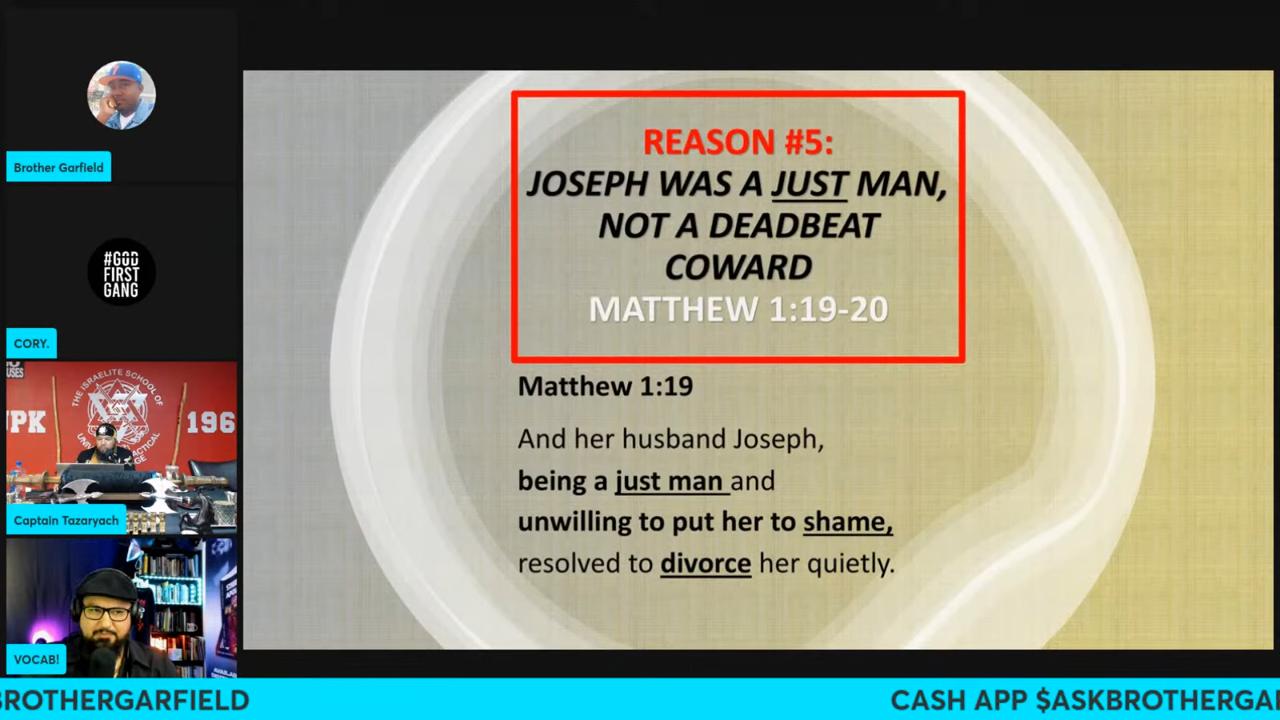 Brother Garfield
#GOD
FIRST
GANG
CORY.
THE ISRAELITE SCHOOL OF
UPK
196
Captain Tazaryach
VOCAB!
REASON #5:
JOSEPH WAS A JUST MAN,
NOT A DEADBEAT
COWARD
MATTHEW 1:19-20
Matthew 1:19
And her husband Joseph,
being a just man and
unwilling to put her to shame,
resolved to divorce her quietly.
BROTHERGARFIELD
CASH APP $ASKBROTHERGA